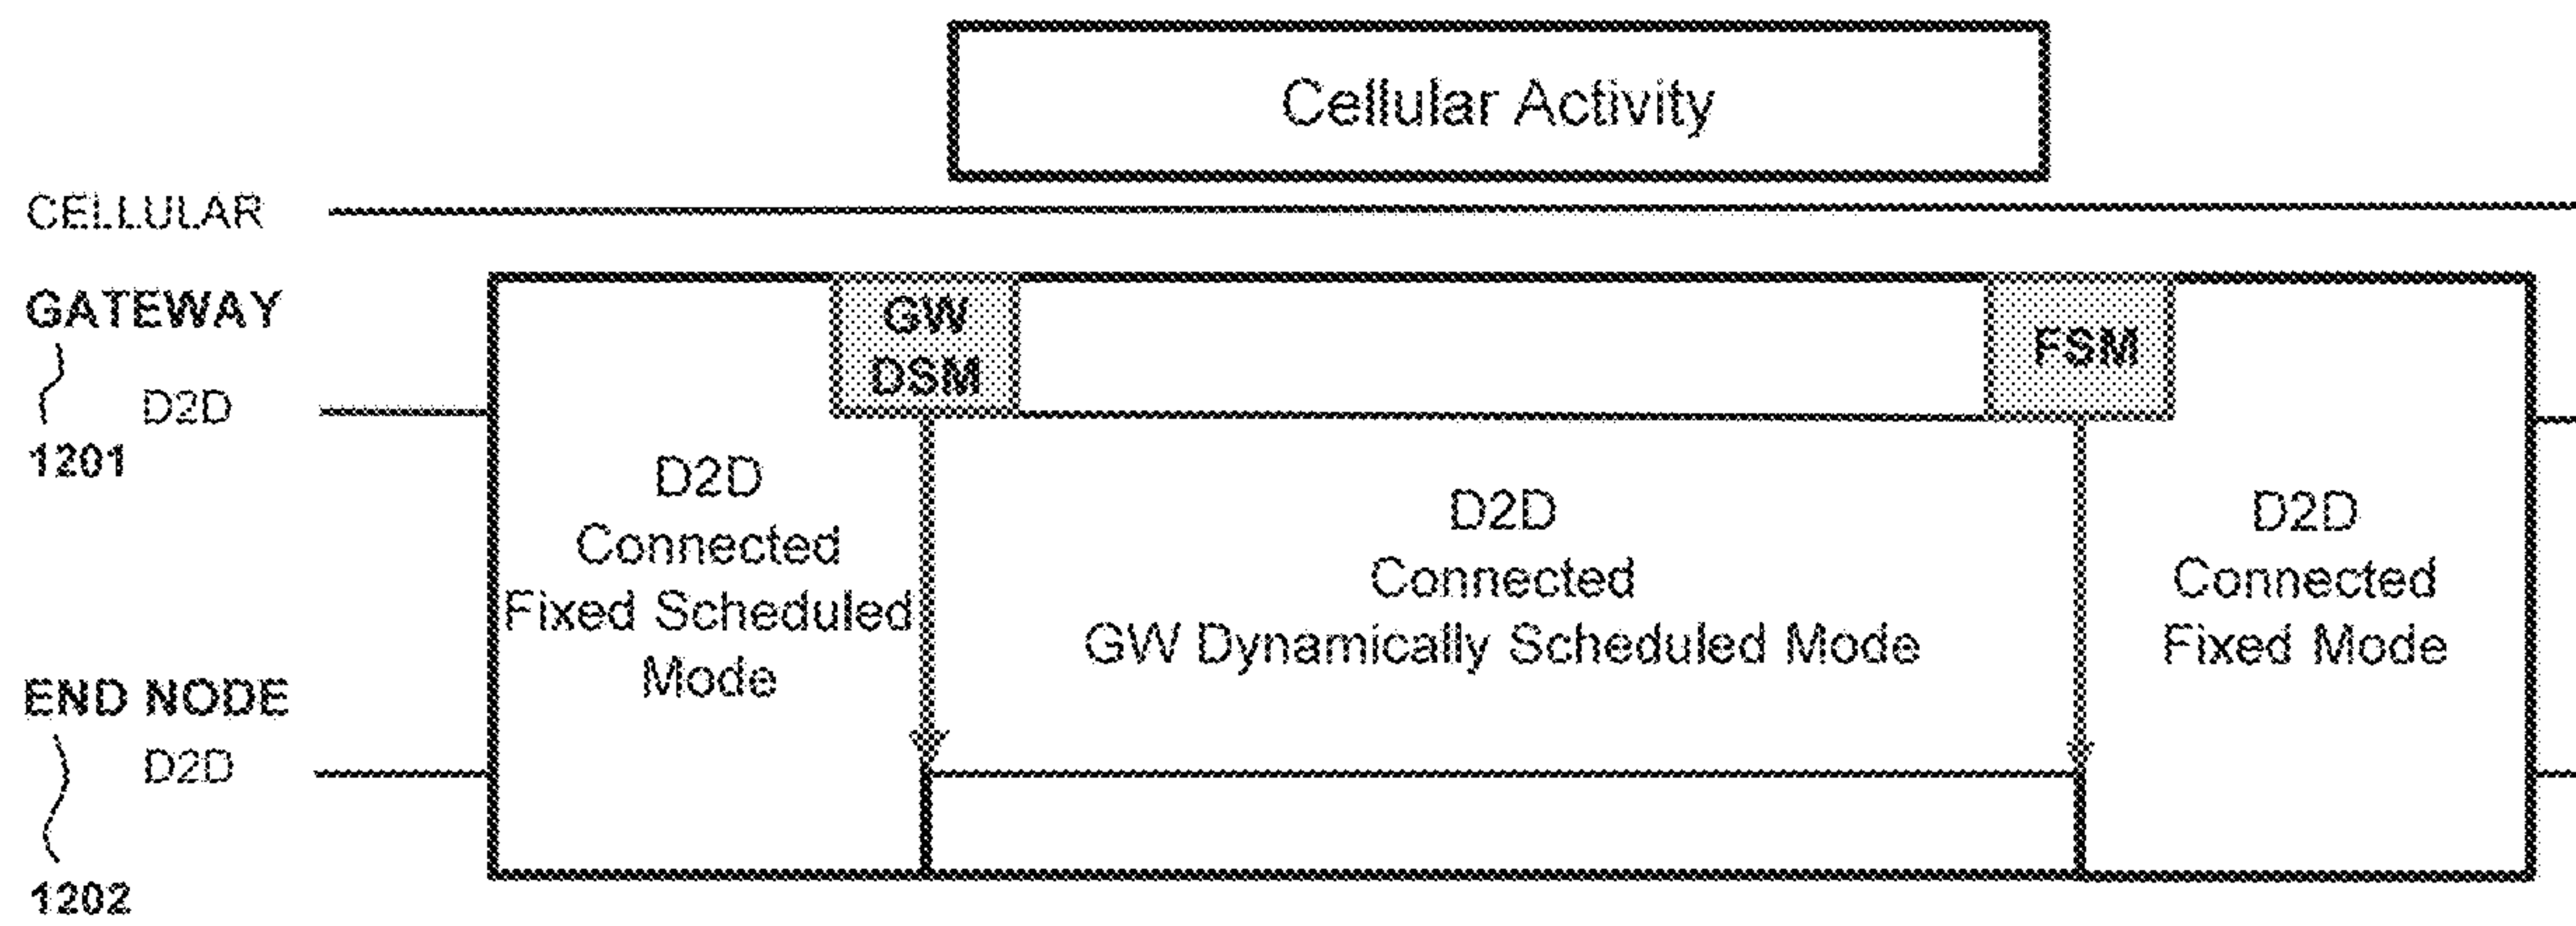 Cellular Activity
CELLULAR
GATEWAY
D2D
1201
GW
DSM
FSM
D2D
Connected
Fixed Scheduled
Mode
D2D
Connected
GW Dynamically Scheduled Mode
D2D
Connected
Fixed Mode
END NODE
D2D
1202